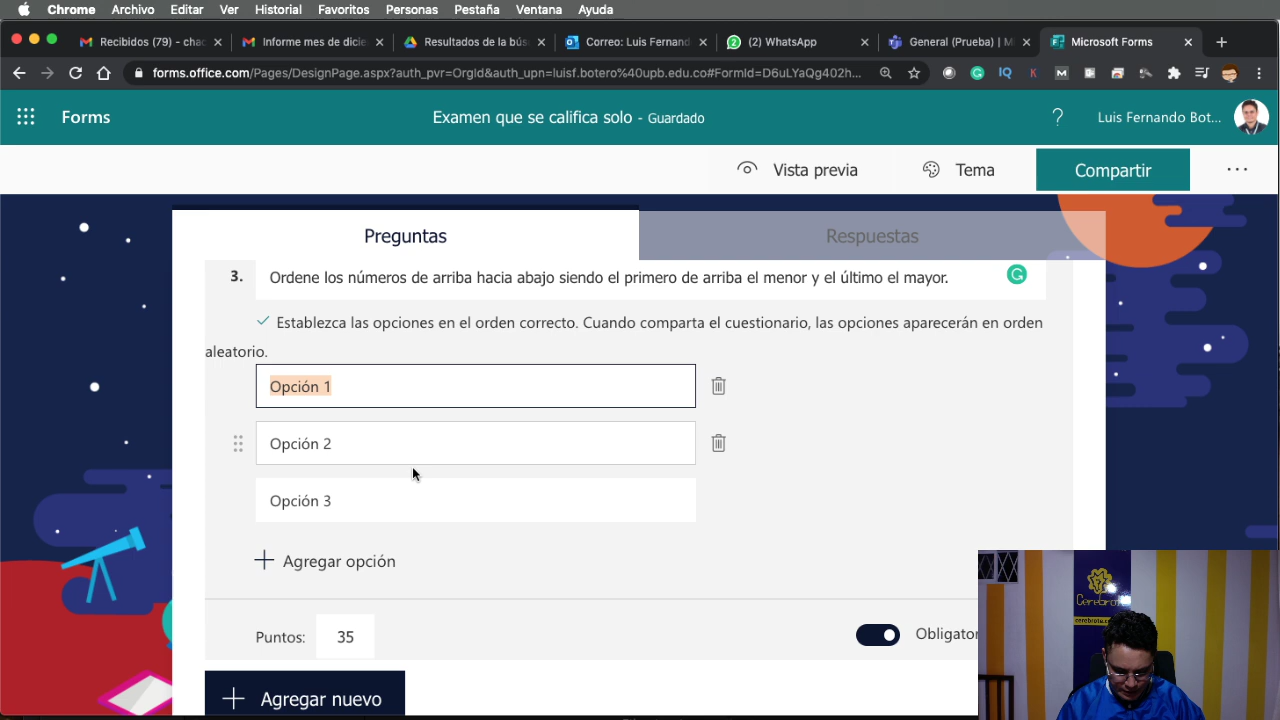 Chrome Archivo Editar Ver Historial Favoritos Personas Pestaña Ventana Ayuda
Recibidos (79) - chac
Informe mes de dicie
Resultados de la bús
Correo: Luis Fernand
(2) WhatsApp
General (Prueba) | M
Microsoft Forms
forms.office.com/Pages/DesignPage.aspx?auth_pvr=OrgId&auth_upn=luisf.botero%40upb.edu.co#FormId=D6uLYaQg402h...
Forms
Examen que se califica solo - Guardado
? Luis Fernando Bot...
Vista previa
Tema
Compartir
Preguntas
Respuestas
3. Ordene los números de arriba hacia abajo siendo el primero de arriba el menor y el último el mayor.
Establezca las opciones en el orden correcto. Cuando comparta el cuestionario, las opciones aparecerán en orden
aleatorio.
Opción 1
Opción 2
Opción 3
Agregar opción
Puntos: 35
Obligator
Agregar nuevo
Cerebrotu